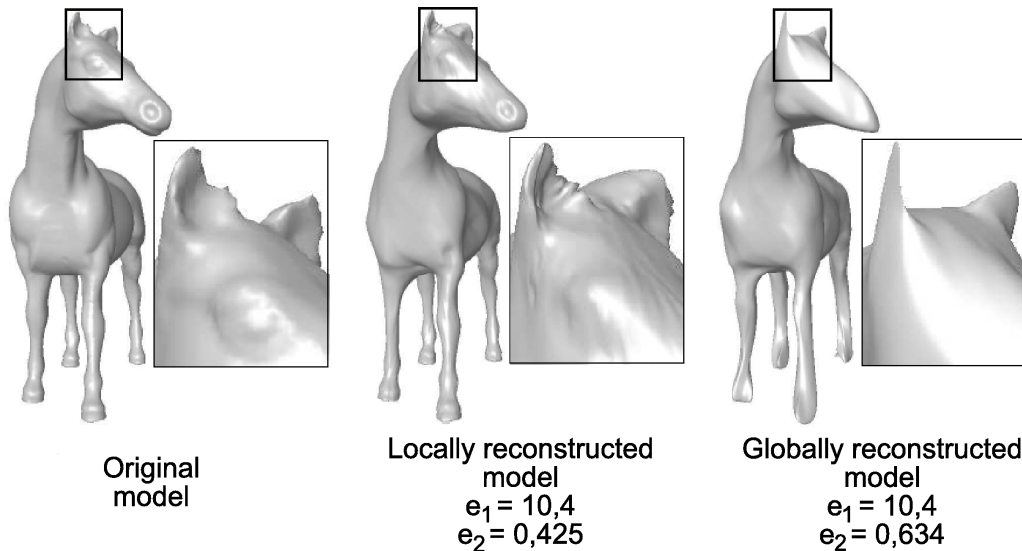 Original
model
Locally reconstructed
model
e₁ = 10,4
e₂ = 0,425
Globally reconstructed
model
e₁ = 10,4
e₂ = 0,634